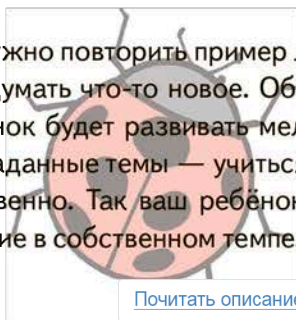 жно повторить пример
умать что-то новое. Об
нок будет развивать мел
аданные темы — учиться
венно. Так ваш ребёнок
ие в собственном темпе
Почитать описание